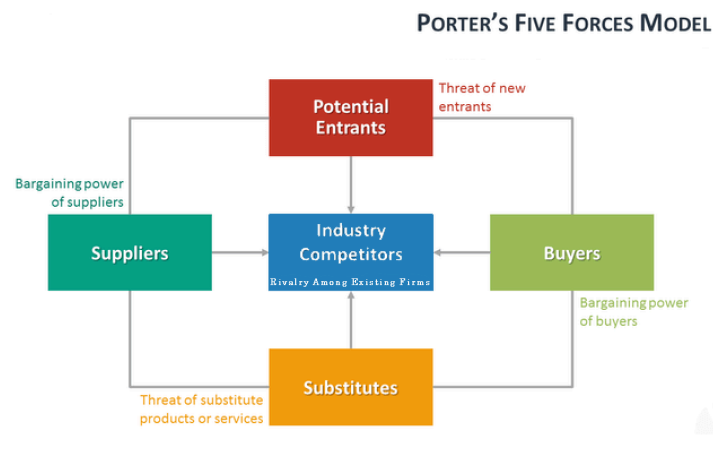 PORTER'S FIVE FORCES MODEL
Threat of new
entrants
Potential
Entrants
Bargaining power
of suppliers
Suppliers
Industry
Competitors
Rivalry Among Existing Firms
Buyers
Bargaining power
of buyers
Substitutes
Threat of substitute
products or services